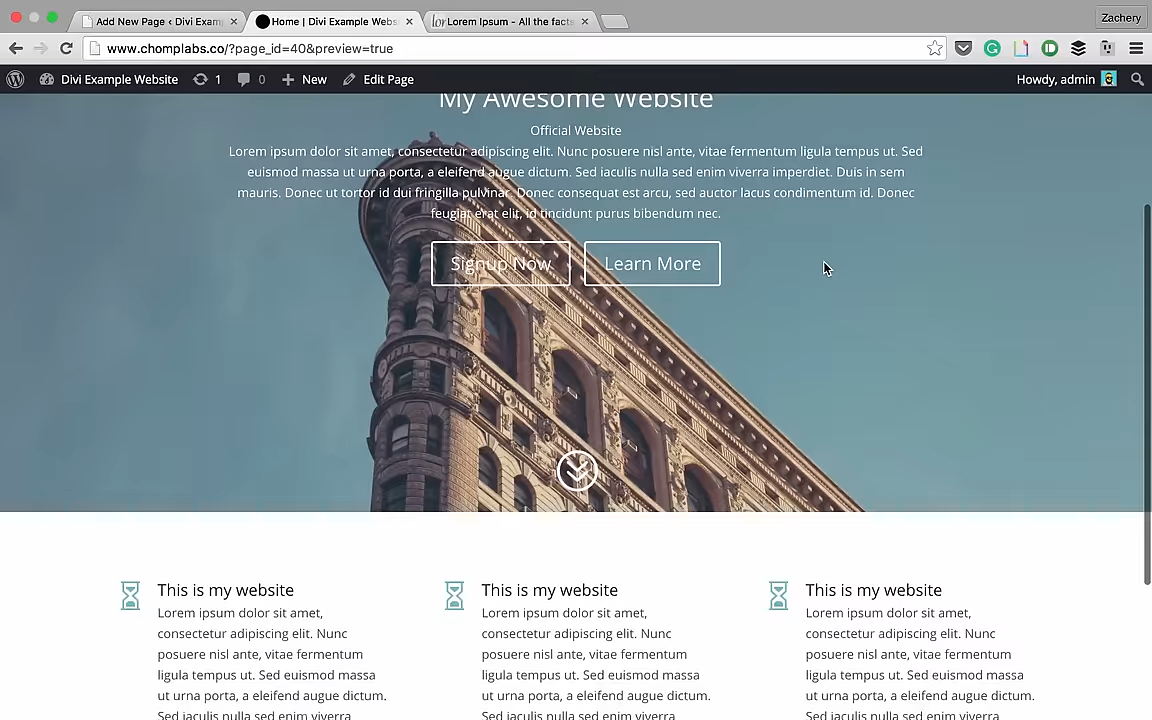 Add New Page ‹ Divi Exam
Home | Divi Example Webs
lor Lorem Ipsum - All the facts
Zachery
www.chomplabs.co/?page_id=40&preview=true
Divi Example Website 1 0 New Edit Page Howdy, admin
My Awesome Website
Official Website
Lorem ipsum dolor sit amet, consectetur adipiscing elit. Nunc posuere nisl ante, vitae fermentum ligula tempus ut. Sed
euismod massa ut urna porta, a eleifend augue dictum. Sed iaculis nulla sed enim viverra imperdiet. Duis in sem
mauris. Donec ut tortor id dui fringilla pulvinar. Donec consequat est arcu, sed auctor lacus condimentum id. Donec
feugiat erat elit, id tincidunt purus bibendum nec.
Signup Now
Learn More
This is my website
Lorem ipsum dolor sit amet,
consectetur adipiscing elit. Nunc
posuere nisl ante, vitae fermentum
ligula tempus ut. Sed euismod massa
ut urna porta, a eleifend augue dictum.
Sed iaculis nulla sed enim viverra
This is my website
Lorem ipsum dolor sit amet,
consectetur adipiscing elit. Nunc
posuere nisl ante, vitae fermentum
ligula tempus ut. Sed euismod massa
ut urna porta, a eleifend augue dictum.
Sed iaculis nulla sed enim viverra
This is my website
Lorem ipsum dolor sit amet,
consectetur adipiscing elit. Nunc
posuere nisl ante, vitae fermentum
ligula tempus ut. Sed euismod massa
ut urna porta, a eleifend augue dictum.
Sed iaculis nulla sed enim viverra